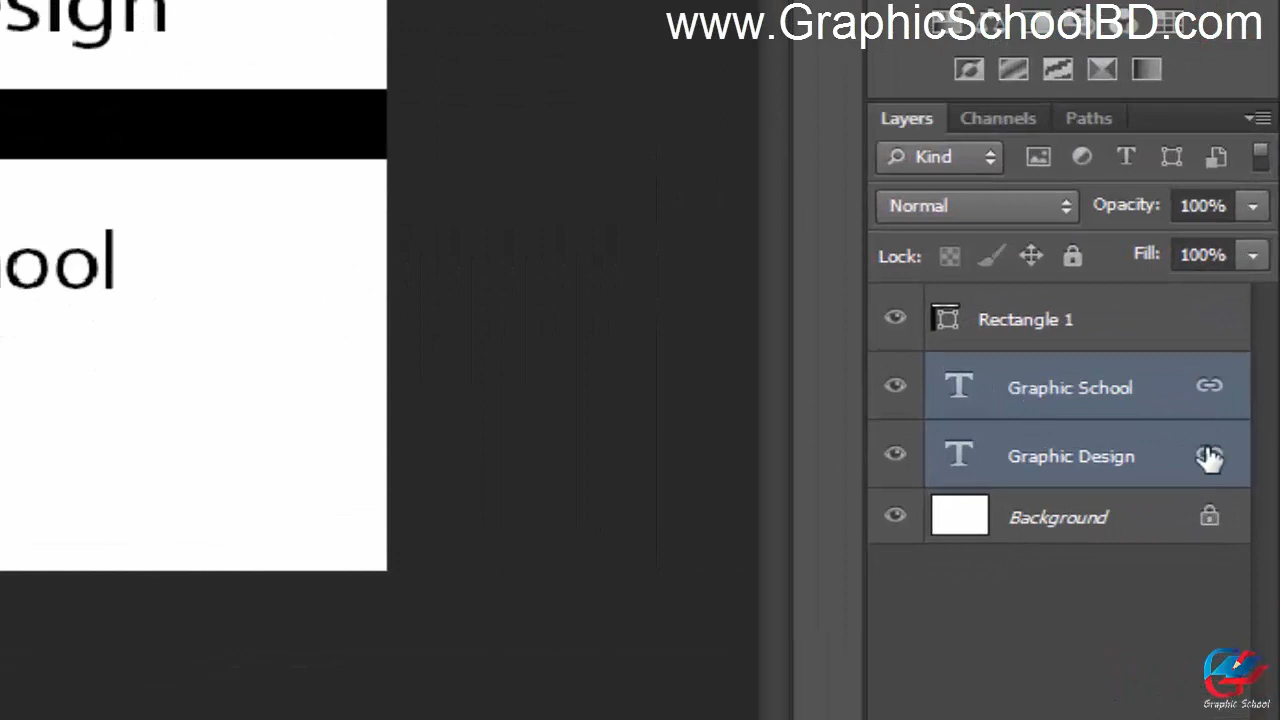 www.GraphicSchoolBD.com
sign
Layers Channels Paths
Kind
Normal Opacity: 100%
Lock: Fill: 100%
hool
Rectangle 1
T Graphic School
T Graphic Design
Background
Graphic School